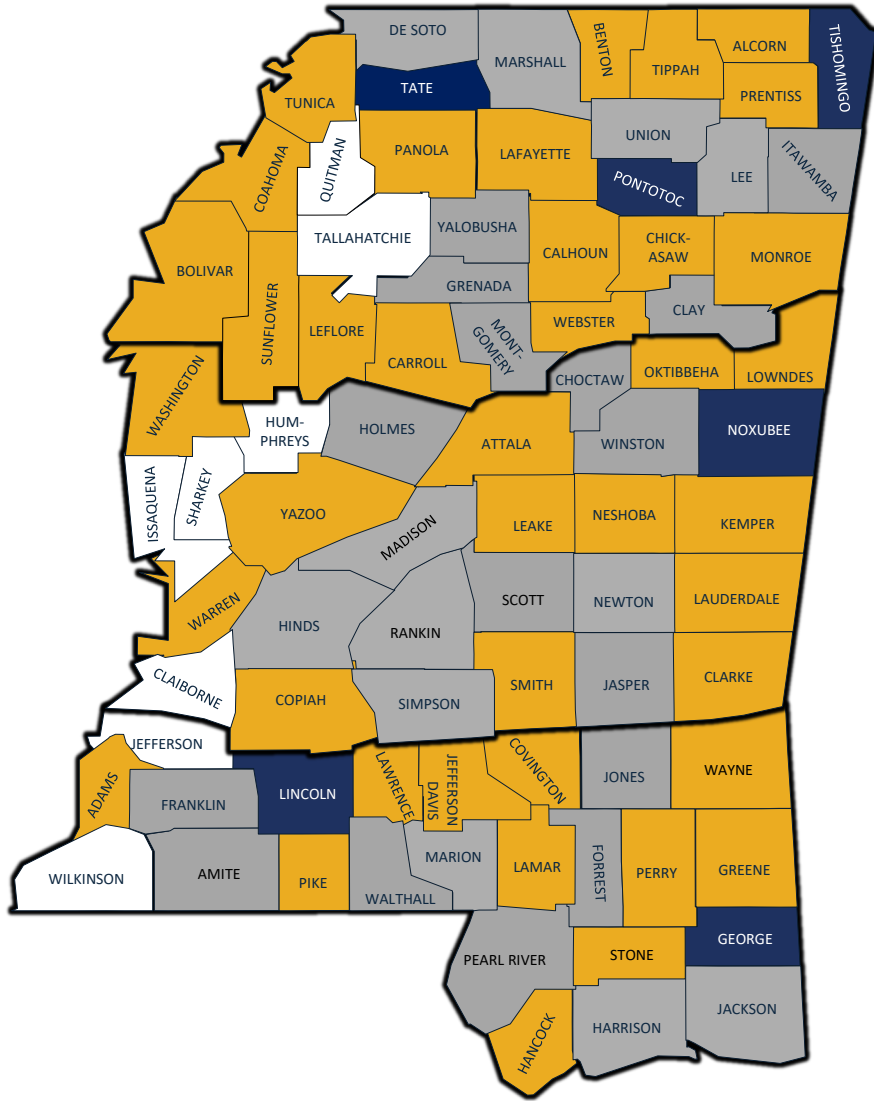 DE SOTO
MARSHALL
BENTON
TIPPAH
ALCORN
TISHOMINGO
TATE
TUNICA
PRENTISS
UNION
PANOLA
LAFAYETTE
QUITMAN
COAHOMA
PONTOTOC
LEE
ITAWAMBA
TALLAHATCHIE
YALOBUSHA
CALHOUN
CHICK-
ASAW
MONROE
BOLIVAR
SUNFLOWER
GRENADA
LEFLORE
CARROLL
MONT-
GOMERY
WEBSTER
CLAY
WASHINGTON
CHOCTAW
OKTIBBEHA
LOWNDES
HUM-
PHREYS
HOLMES
ATTALA
WINSTON
NOXUBEE
ISSAQUENA
SHARKEY
YAZOO
MADISON
LEAKE
NESHOBA
KEMPER
WARREN
HINDS
RANKIN
SCOTT
NEWTON
LAUDERDALE
CLAIBORNE
COPIAH
SIMPSON
SMITH
JASPER
CLARKE
JEFFERSON
ADAMS
FRANKLIN
LINCOLN
LAWRENCE
JEFFERSON
DAVIS
COVINGTON
JONES
WAYNE
WILKINSON
AMITE
PIKE
WALTHALL
MARION
LAMAR
FORREST
PERRY
GREENE
PEARL RIVER
STONE
GEORGE
HANCOCK
HARRISON
JACKSON